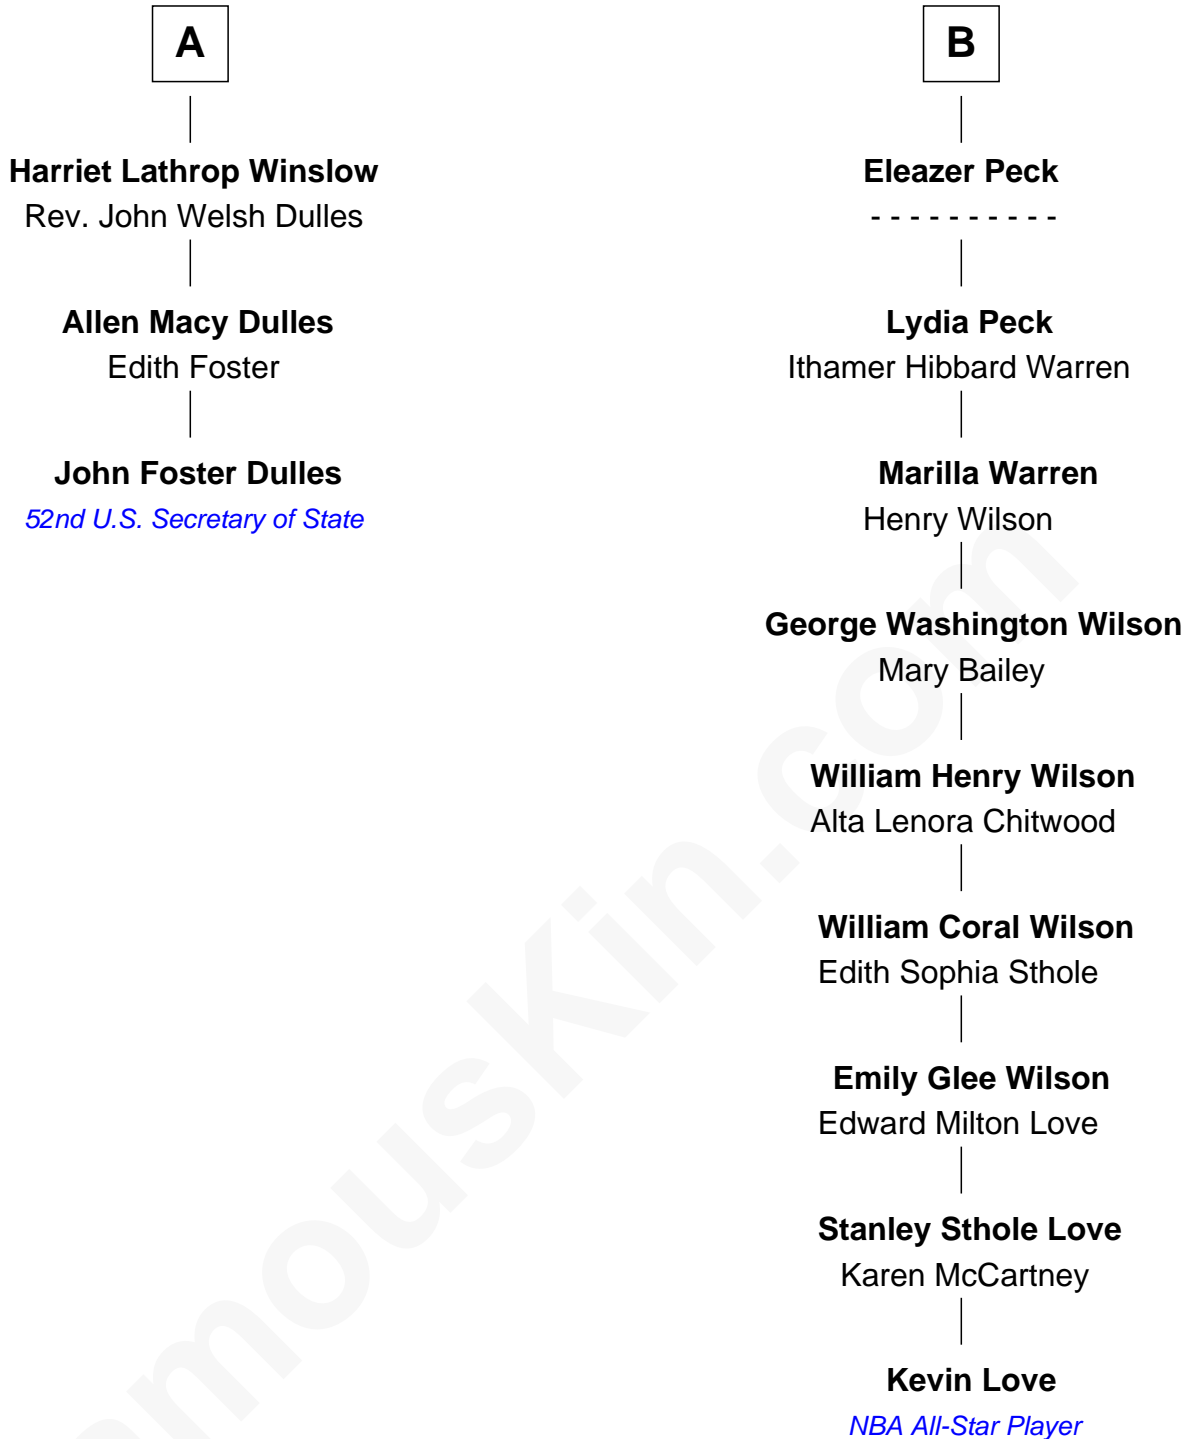 A
Harriet Lathrop Winslow
Rev. John Welsh Dulles
Allen Macy Dulles
Edith Foster
John Foster Dulles
52nd U.S. Secretary of State
B
Eleazer Peck
- - - - - - - - - -
Lydia Peck
Ithamer Hibbard Warren
Marilla Warren
Henry Wilson
George Washington Wilson
Mary Bailey
William Henry Wilson
Alta Lenora Chitwood
William Coral Wilson
Edith Sophia Sthole
Emily Glee Wilson
Edward Milton Love
Stanley Sthole Love
Karen McCartney
Kevin Love
NBA All-Star Player
amousKin.com